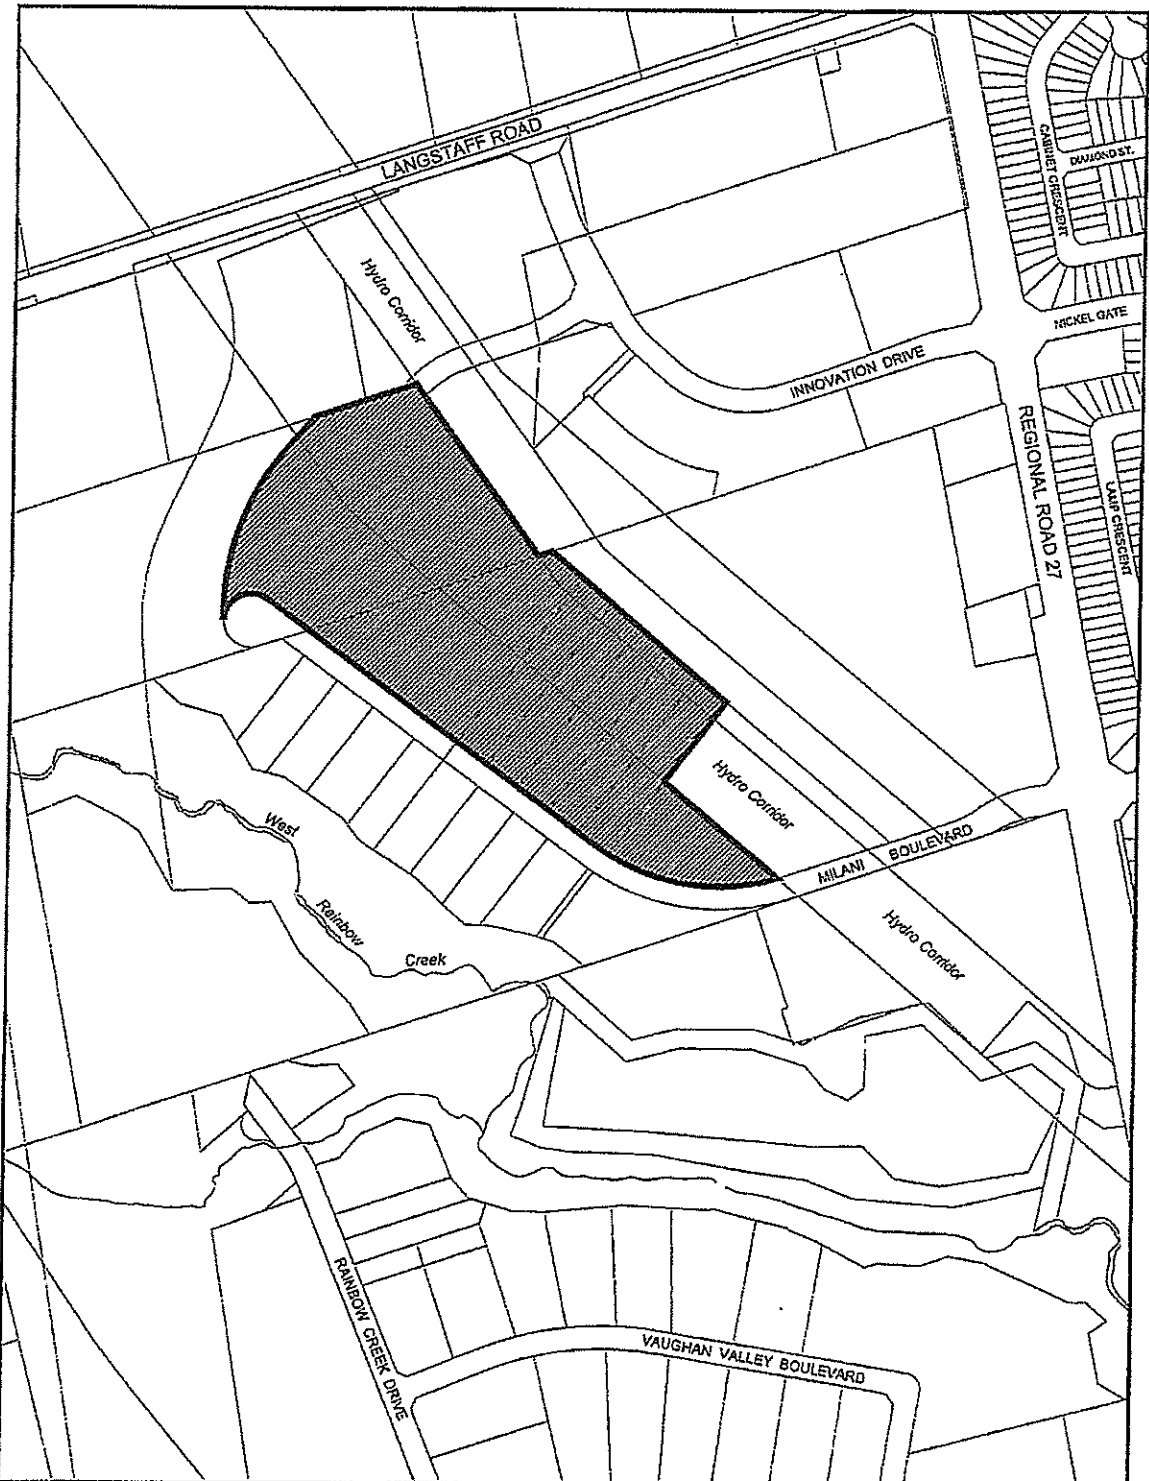 LANGSTAFF ROAD
CABINET CRESCENT
DIAMOND ST.
Hydro Corridor
NICKEL GATE
INNOVATION DRIVE
REGIONAL ROAD 27
LAMP CRESCENT
Hydro Corridor
West
Rainbow
Creek
MILANI BOULEVARD
Hydro Corridor
RAINBOW CREEK DRIVE
VAUGHAN VALLEY BOULEVARD